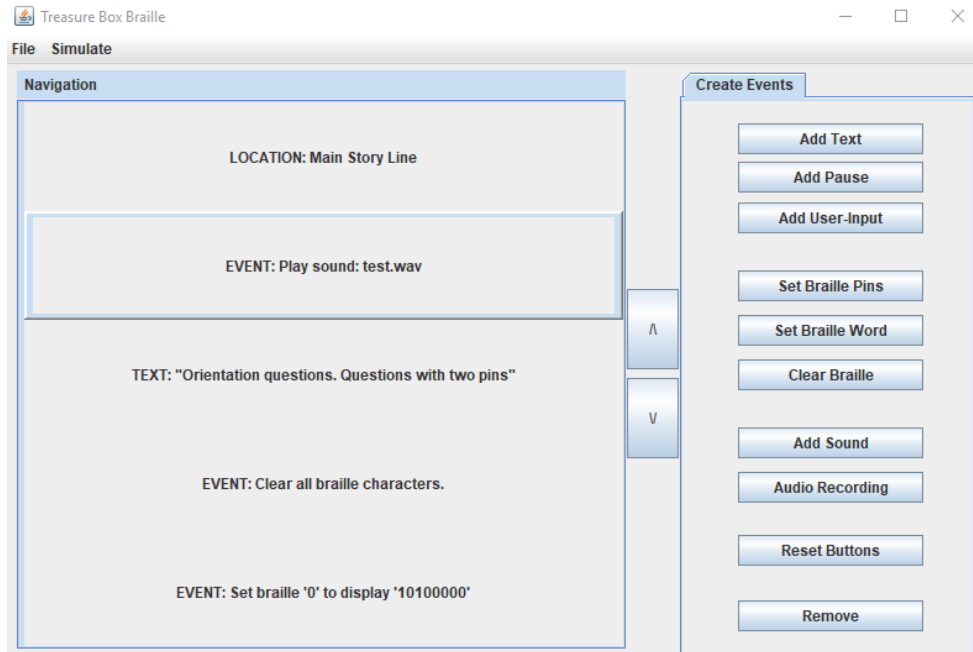 Treasure Box Braille
File Simulate
Navigation
LOCATION: Main Story Line
EVENT: Play sound: test.wav
TEXT: "Orientation questions. Questions with two pins"
EVENT: Clear all braille characters.
EVENT: Set braille '0' to display '10100000'
/\
\/
Create Events
Add Text
Add Pause
Add User-Input
Set Braille Pins
Set Braille Word
Clear Braille
Add Sound
Audio Recording
Reset Buttons
Remove